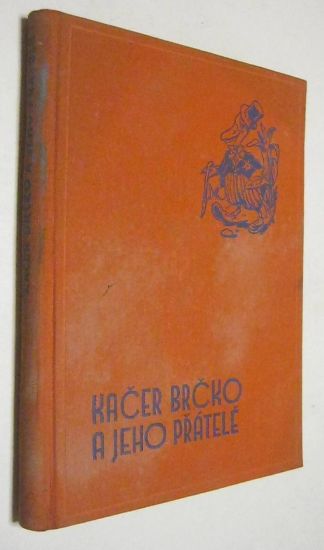 KAČER BRČKO
A JEHO PŘÁTELÉ